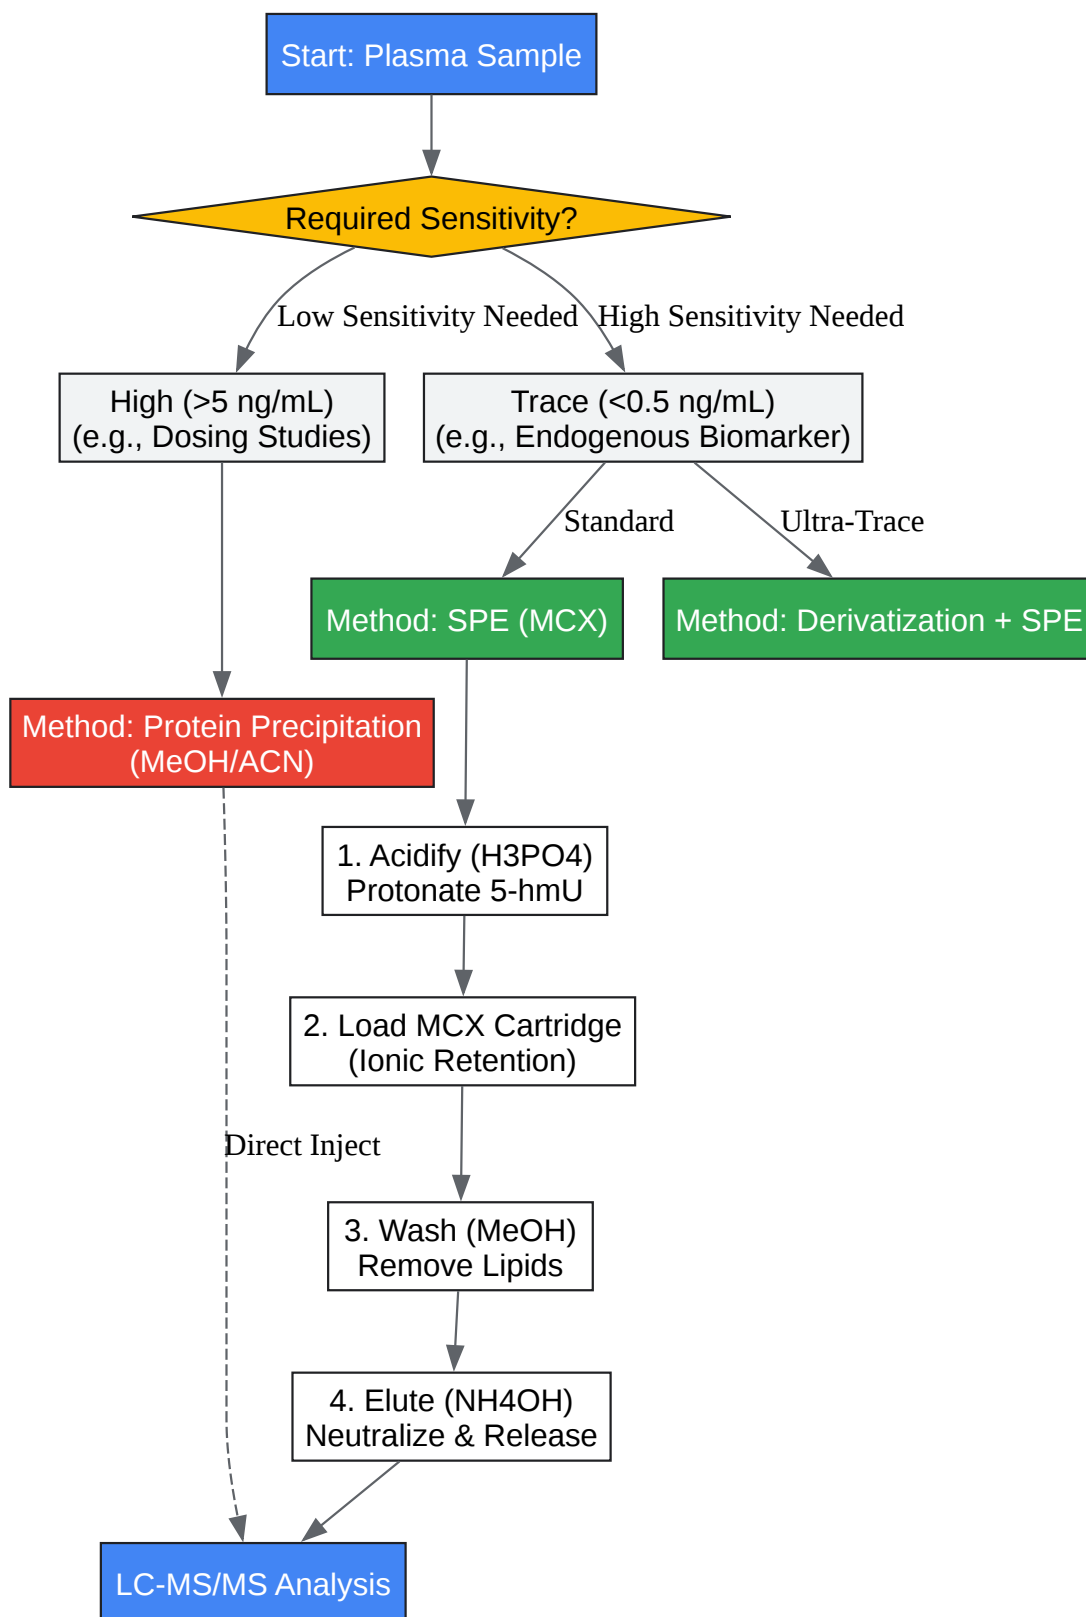 Start: Plasma Sample
Required Sensitivity?
Low Sensitivity Needed
High Sensitivity Needed
High (>5 ng/mL)
(e.g., Dosing Studies)
Trace (<0.5 ng/mL)
(e.g., Endogenous Biomarker)
Standard
Ultra-Trace
Method: SPE (MCX)
Method: Derivatization + SPE
Method: Protein Precipitation
(MeOH/ACN)
1. Acidify (H3PO4)
Protonate 5-hmU
2. Load MCX Cartridge
(Ionic Retention)
Direct Inject
3. Wash (MeOH)
Remove Lipids
4. Elute (NH4OH)
Neutralize & Release
LC-MS/MS Analysis